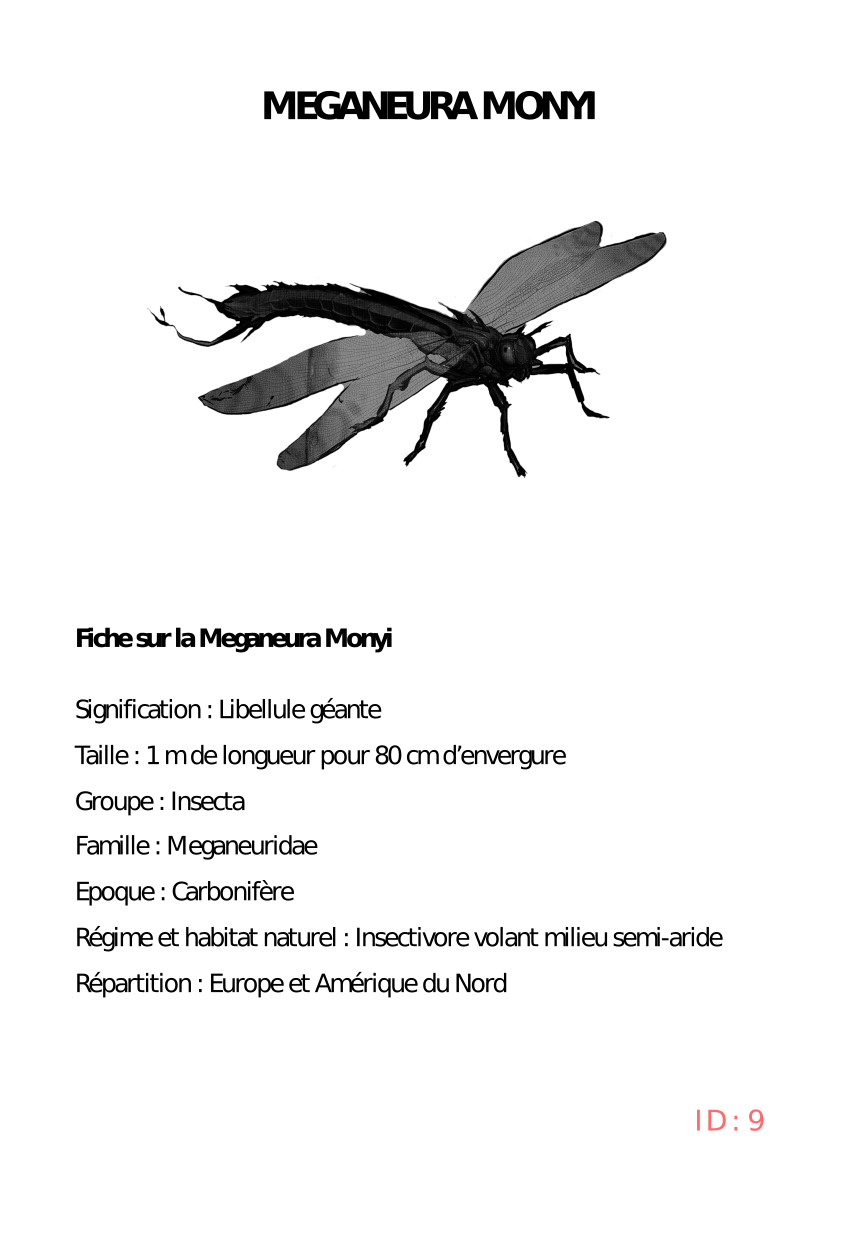 MEGANEURA MONYI
Fiche sur la Meganeura Monyi
Signification : Libellule géante
Taille : 1 m de longueur pour 80 cm d’envergure
Groupe : Insecta
Famille : Meganeuridae
Epoque : Carbonifère
Régime et habitat naturel : Insectivore volant milieu semi-aride
Répartition : Europe et Amérique du Nord
ID : 9